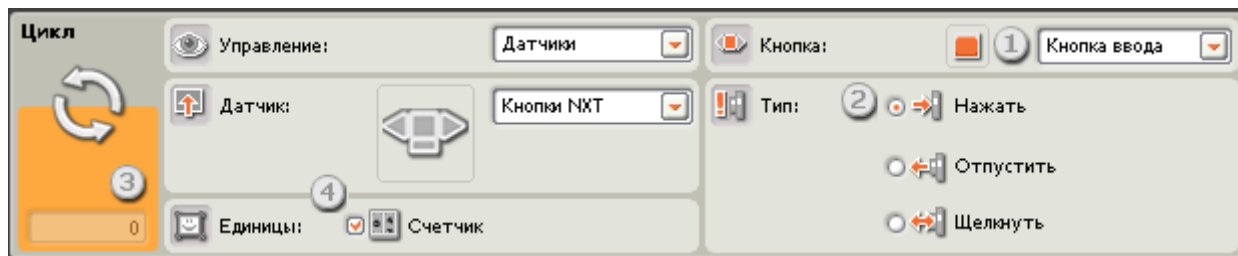 Цикл
Управление:
Датчики
Кнопка:
1
Кнопка ввода
Датчик:
Кнопки NXT
Тип:
2
Нажать
Отпустить
Щелкнуть
3
0
4
Единицы:
Счетчик